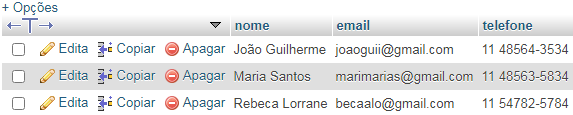 + Opções
nome email telefone
Edita Copiar Apagar João Guilherme joaoguii@gmail.com 11 48564-3534
Edita Copiar Apagar Maria Santos marimarias@gmail.com 11 48563-5834
Edita Copiar Apagar Rebeca Lorrane becaalo@gmail.com 11 54782-5784